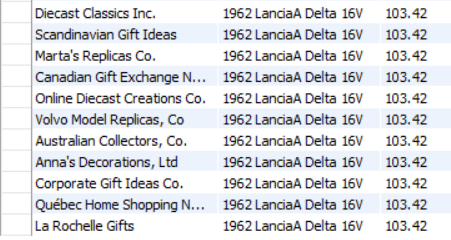 Diecast Classics Inc. 1962 LanciaA Delta 16V 103.42
Scandinavian Gift Ideas 1962 LanciaA Delta 16V 103.42
Marta's Replicas Co. 1962 LanciaA Delta 16V 103.42
Canadian Gift Exchange N... 1962 LanciaA Delta 16V 103.42
Online Diecast Creations Co. 1962 LanciaA Delta 16V 103.42
Volvo Model Replicas, Co 1962 LanciaA Delta 16V 103.42
Australian Collectors, Co. 1962 LanciaA Delta 16V 103.42
Anna's Decorations, Ltd 1962 LanciaA Delta 16V 103.42
Corporate Gift Ideas Co. 1962 LanciaA Delta 16V 103.42
Québec Home Shopping N... 1962 LanciaA Delta 16V 103.42
La Rochelle Gifts 1962 LanciaA Delta 16V 103.42